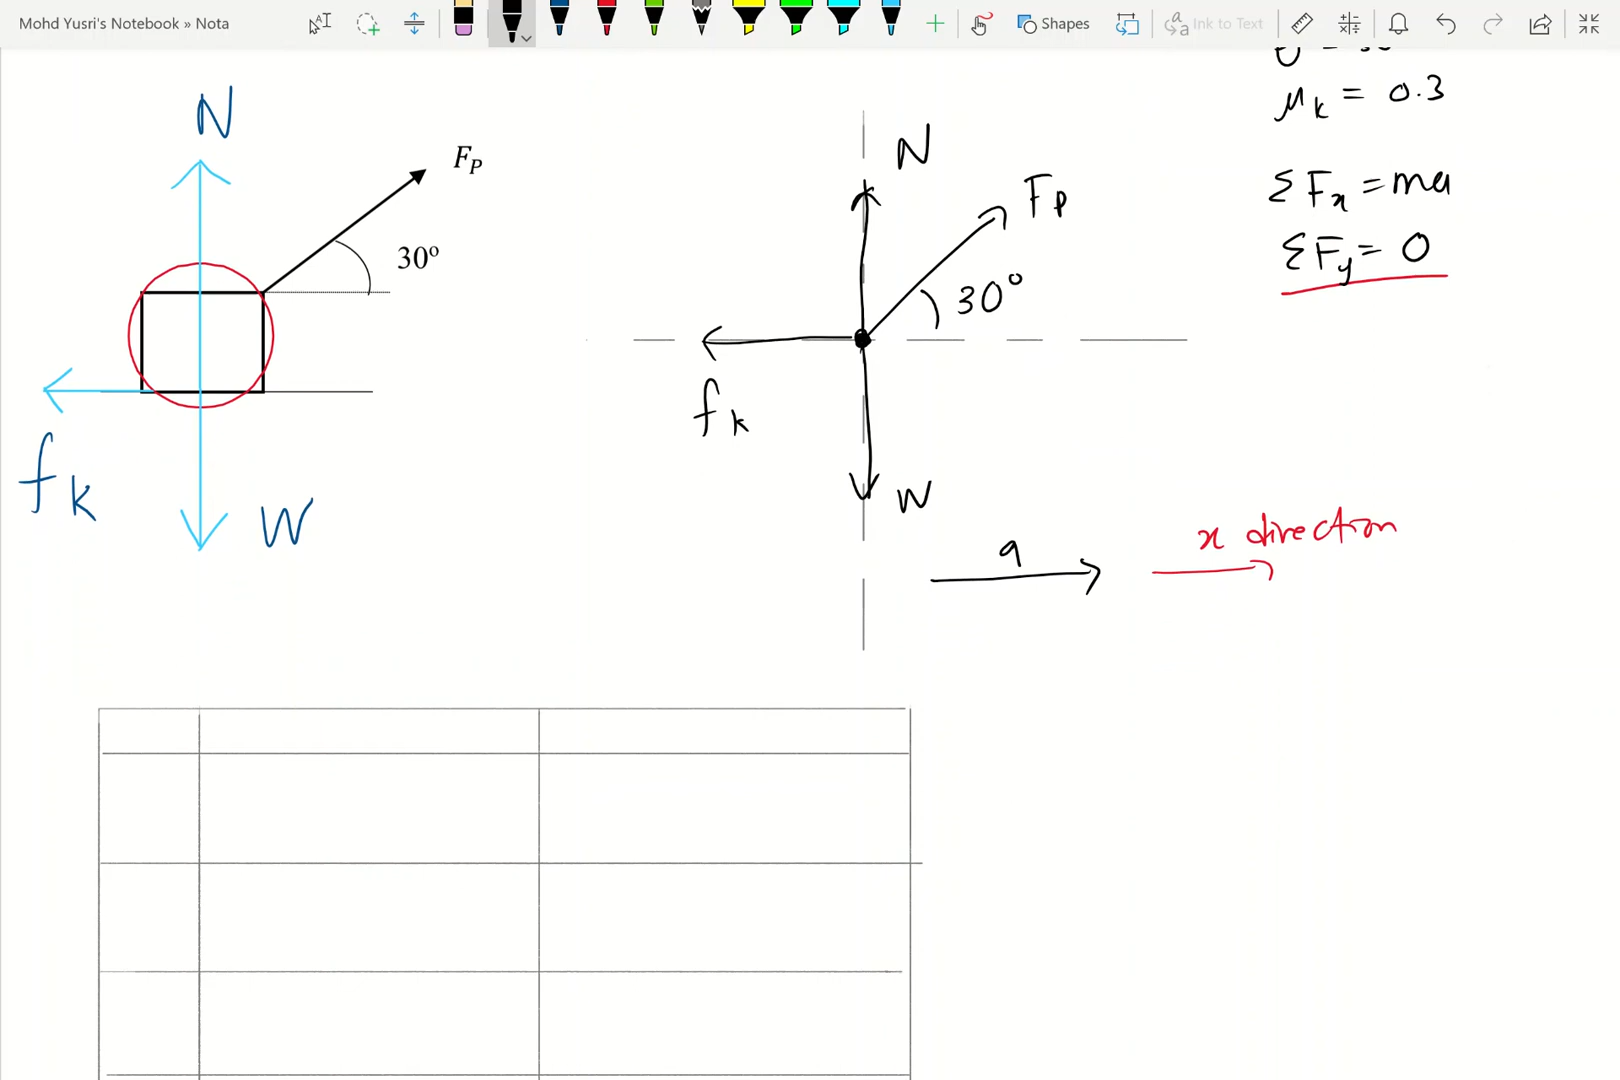 Mohd Yusri's Notebook » Nota
Shapes
Ink to Text
μk = 0.3
ΣFx = ma
ΣFy = 0
N
FP
30°
fk
W
N
FP
30°
fk
W
a
x direction